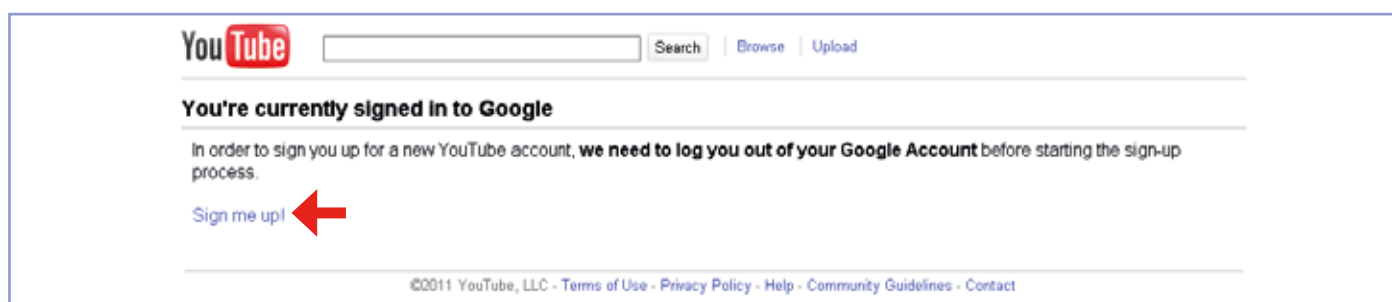 YouTube Search Browse Upload
You're currently signed in to Google
In order to sign you up for a new YouTube account, we need to log you out of your Google Account before starting the sign-up
process.
Sign me up!
©2011 YouTube, LLC - Terms of Use - Privacy Policy - Help - Community Guidelines - Contact